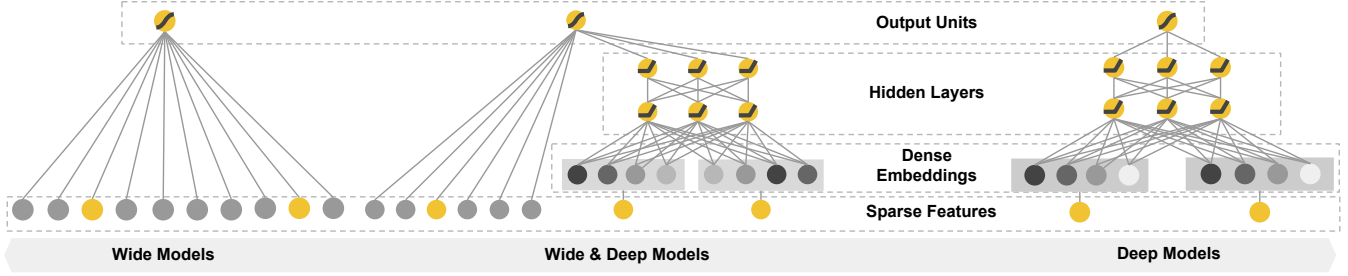 Output Units
Hidden Layers
Dense
Embeddings
Sparse Features
Wide Models
Wide & Deep Models
Deep Models